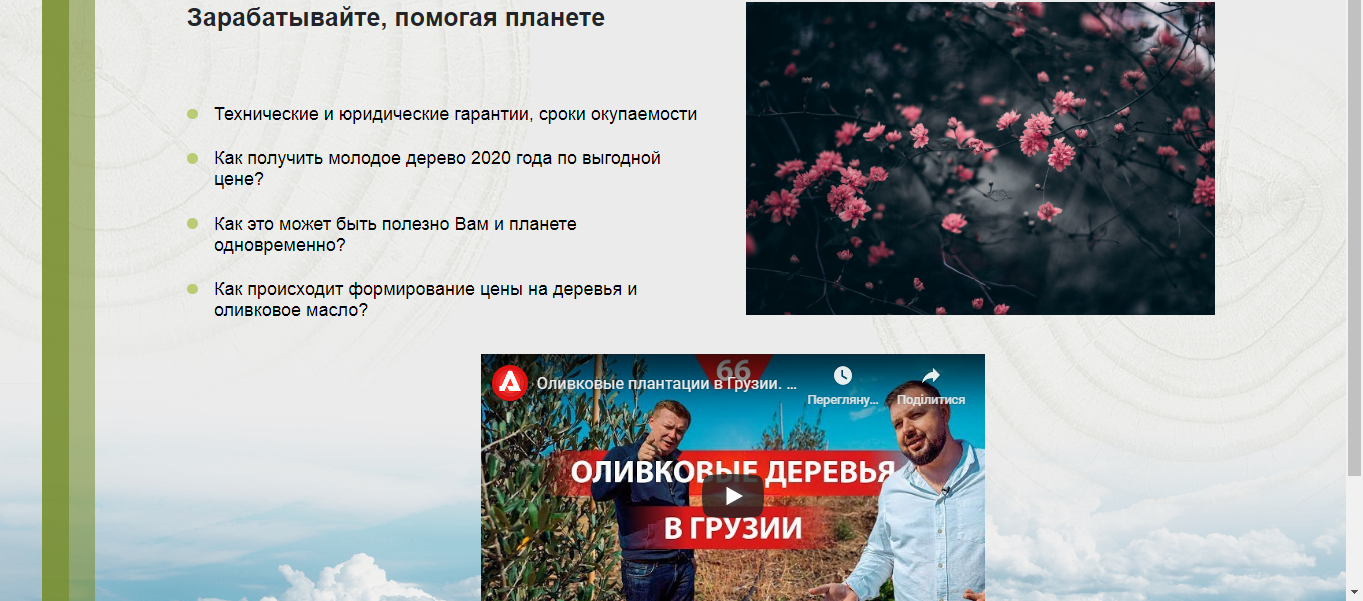 Зарабатывайте, помогая планете
Технические и юридические гарантии, сроки окупаемости
Как получить молодое дерево 2020 года по выгодной
цене?
Как это может быть полезно Вам и планете
одновременно?
Как происходит формирование цены на деревья и
оливковое масло?
66
Оливковые плантации в Грузии. ...
Перегляну...
Поділитися
ОЛИВКОВЫЕ ДЕРЕВЬЯ
В ГРУЗИИ